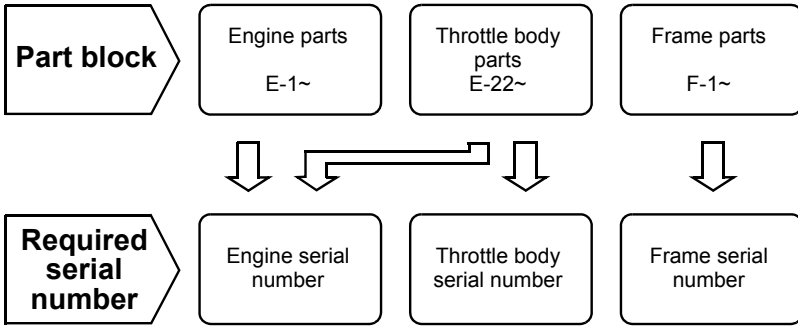 Part block
Engine parts
E-1~
Throttle body
parts
E-22~
Frame parts
F-1~
Required
serial
number
Engine serial
number
Throttle body
serial number
Frame serial
number